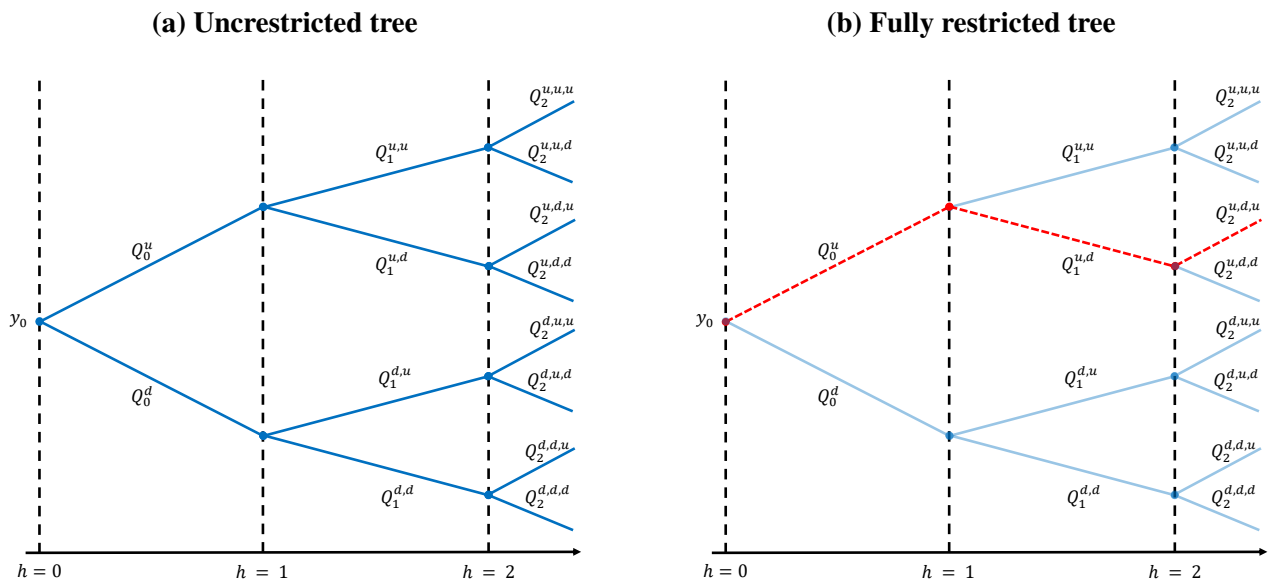 (a) Uncrestricted tree
Q_2^{u,u,u}
Q_1^{u,u}
Q_2^{u,u,d}
Q_2^{u,d,u}
Q_0^u
Q_1^{u,d}
Q_2^{u,d,d}
y_0
Q_2^{d,u,u}
Q_0^d
Q_1^{d,u}
Q_2^{d,u,d}
Q_2^{d,d,u}
Q_1^{d,d}
Q_2^{d,d,d}
h = 0 h = 1 h = 2
(b) Fully restricted tree
Q_2^{u,u,u}
Q_1^{u,u}
Q_2^{u,u,d}
Q_2^{u,d,u}
Q_0^u
Q_1^{u,d}
Q_2^{u,d,d}
y_0
Q_2^{d,u,u}
Q_0^d
Q_1^{d,u}
Q_2^{d,u,d}
Q_2^{d,d,u}
Q_1^{d,d}
Q_2^{d,d,d}
h = 0 h = 1 h = 2